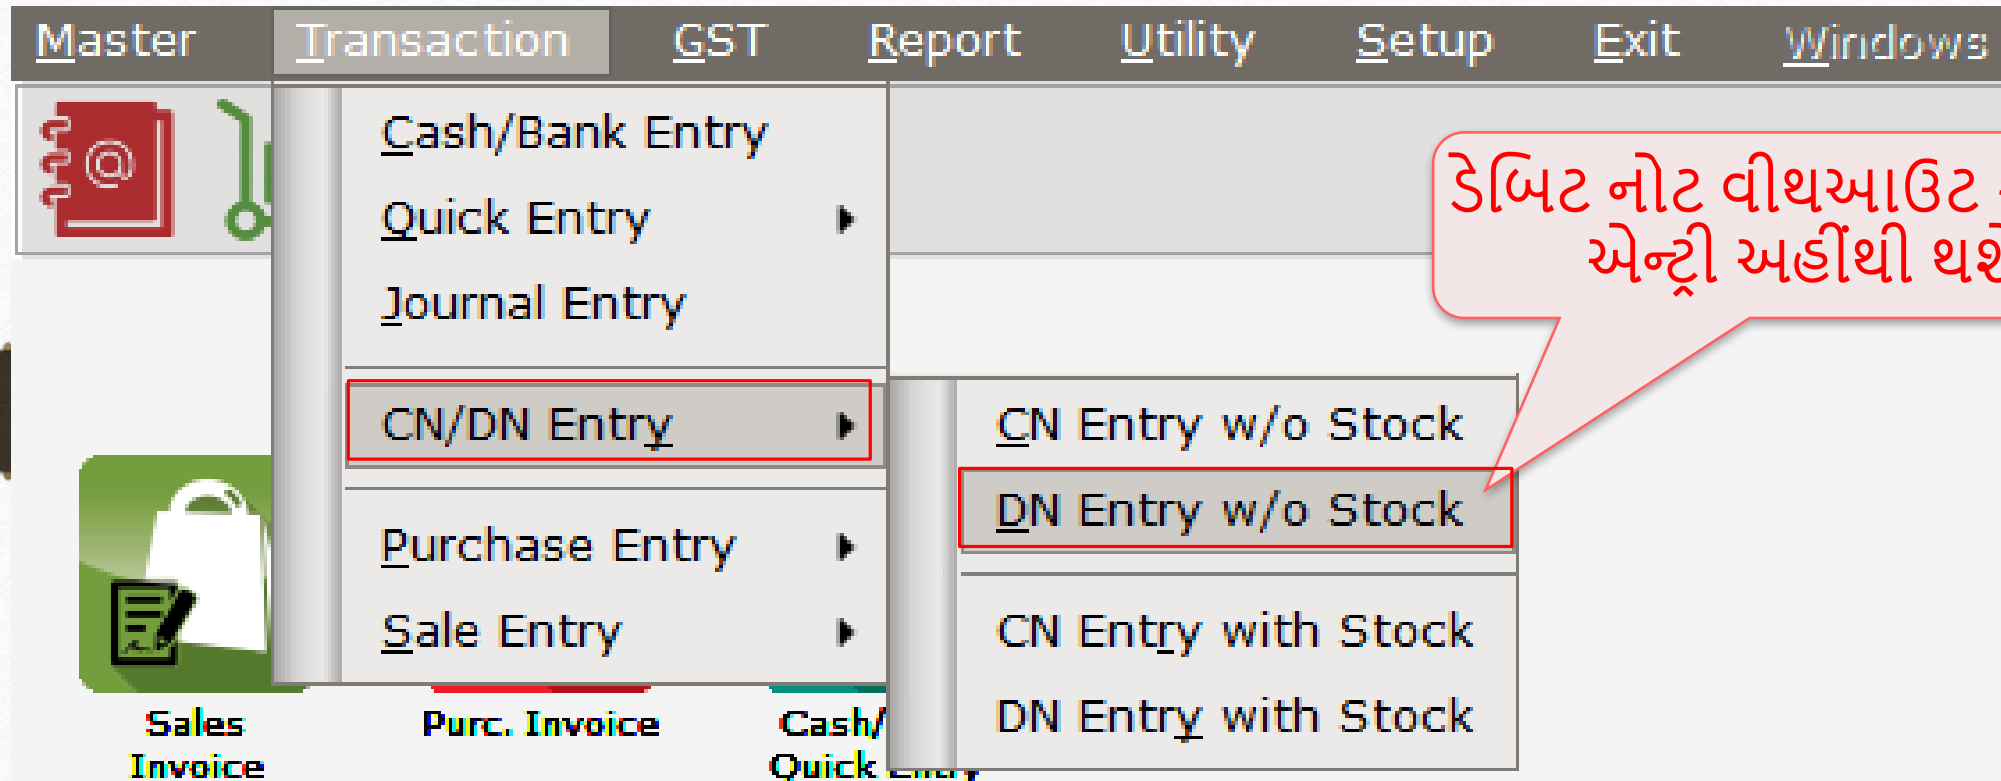 Master Transaction GST Report Utility Setup Exit Windows
@
Cash/Bank Entry
Quick Entry
Journal Entry
CN/DN Entry
Purchase Entry
Sale Entry
ડેબિટ નોટ વીથઆઉટ
એન્ટ્રી અહીંથી થશે
CN Entry w/o Stock
DN Entry w/o Stock
CN Entry with Stock
DN Entry with Stock
Sales
Invoice
Purc. Invoice
Cash/
Quick Entry